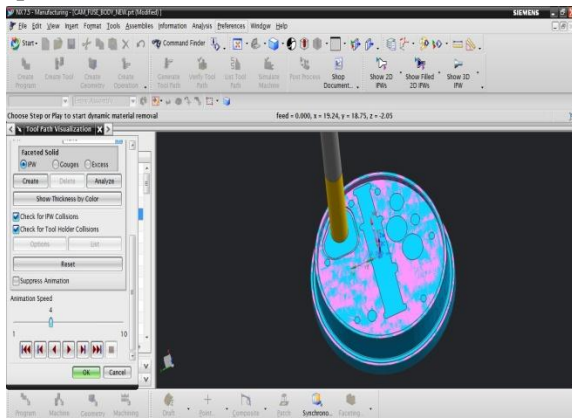 NX 7.5 - Manufacturing - [CAM_FUSE_BODY_NEW.prt (Modified)]
SIEMENS
File Edit View Insert Format Tools Assemblies Information Analysis Preferences Window Help
Start
Command Finder
Create Program
Create Tool
Create Geometry
Create Operation
Generate Tool Path
Verify Tool Path
List Tool Path
Simulate Machine
Post Process
Shop Document..
Show 2D IPWs
Show Filled 2D IPWs
Show 3D IPW
Choose Step or Play to start dynamic material removal
feed = 0.000, x = 19.24, y = 18.75, z = -2.05
Tool Path Visualization
Faceted Solid
IPW Gouges Excess
Create Delete Analyze
Show Thickness by Color
Check for IPW Collisions
Check for Tool Holder Collisions
Options List
Reset
Suppress Animation
Animation Speed
4
1 10
OK Cancel
Program
Machine
Geometry
Machining
Draft
Point..
Composite
Patch
Synchrono..
Faceting